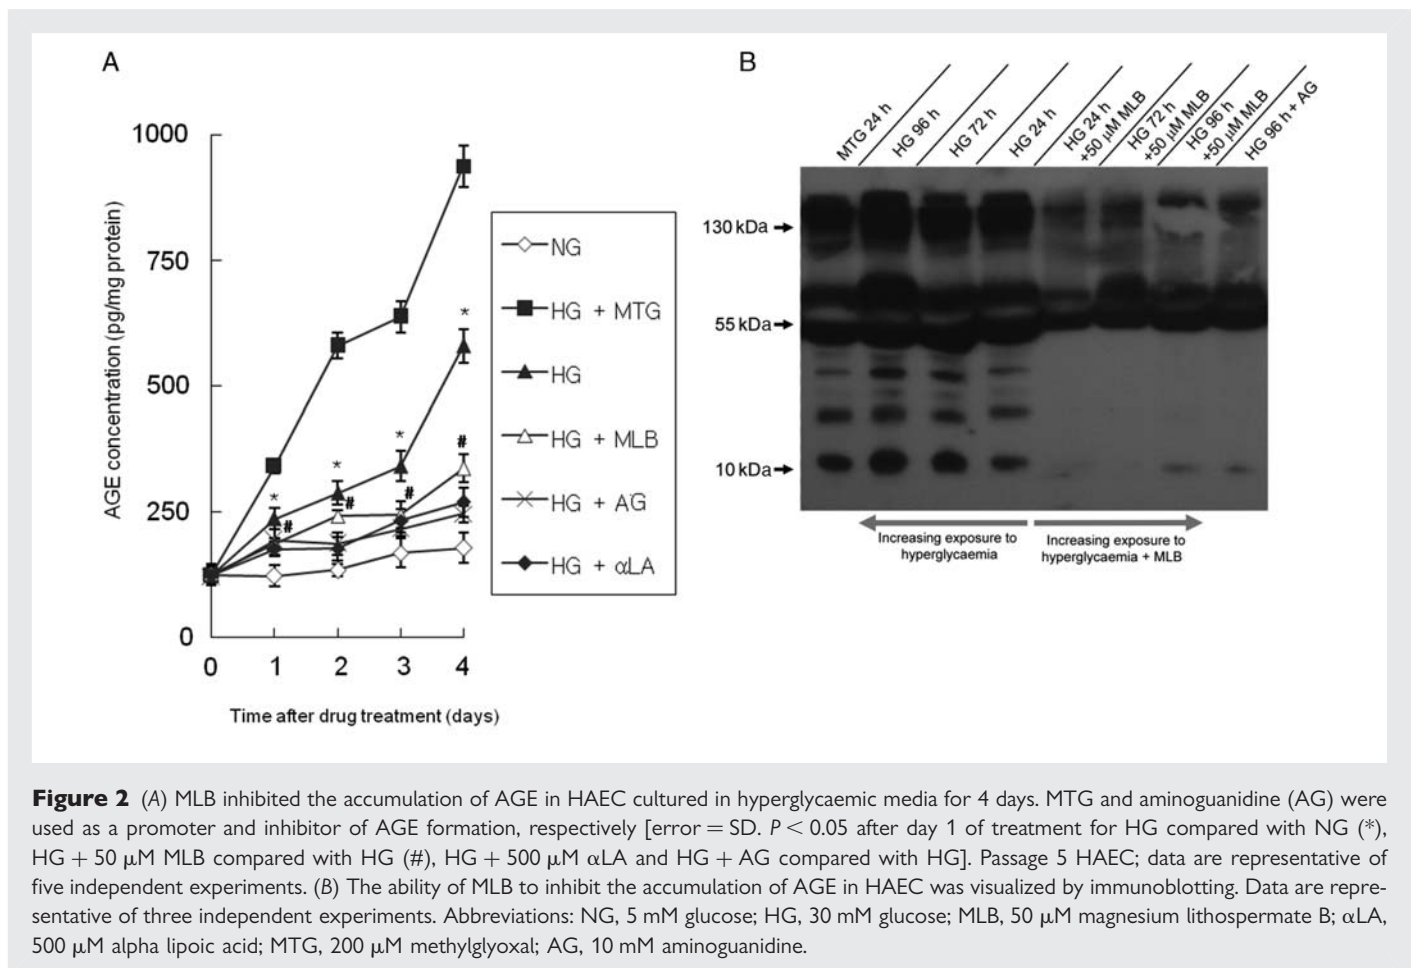 A
1000
750
500
250
0
0 1 2 3 4
AGE concentration (pg/mg protein)
Time after drug treatment (days)
* * * *
# # # #
NG
HG + MTG
HG
HG + MLB
HG + AG
HG + αLA
B
MTG 24 h
HG 96 h
HG 72 h
HG 24 h
HG 24 h
+50 μM MLB
HG 72 h
+50 μM MLB
HG 96 h
+50 μM MLB
HG 96 h + AG
130 kDa
55 kDa
10 kDa
Increasing exposure to
hyperglycaemia
Increasing exposure to
hyperglycaemia + MLB
Figure 2 (A) MLB inhibited the accumulation of AGE in HAEC cultured in hyperglycaemic media for 4 days. MTG and aminoguanidine (AG) were
used as a promoter and inhibitor of AGE formation, respectively [error = SD. P < 0.05 after day 1 of treatment for HG compared with NG (*),
HG + 50 μM MLB compared with HG (#), HG + 500 μM αLA and HG + AG compared with HG]. Passage 5 HAEC; data are representative of
five independent experiments. (B) The ability of MLB to inhibit the accumulation of AGE in HAEC was visualized by immunoblotting. Data are repre-
sentative of three independent experiments. Abbreviations: NG, 5 mM glucose; HG, 30 mM glucose; MLB, 50 μM magnesium lithospermate B; αLA,
500 μM alpha lipoic acid; MTG, 200 μM methylglyoxal; AG, 10 mM aminoguanidine.